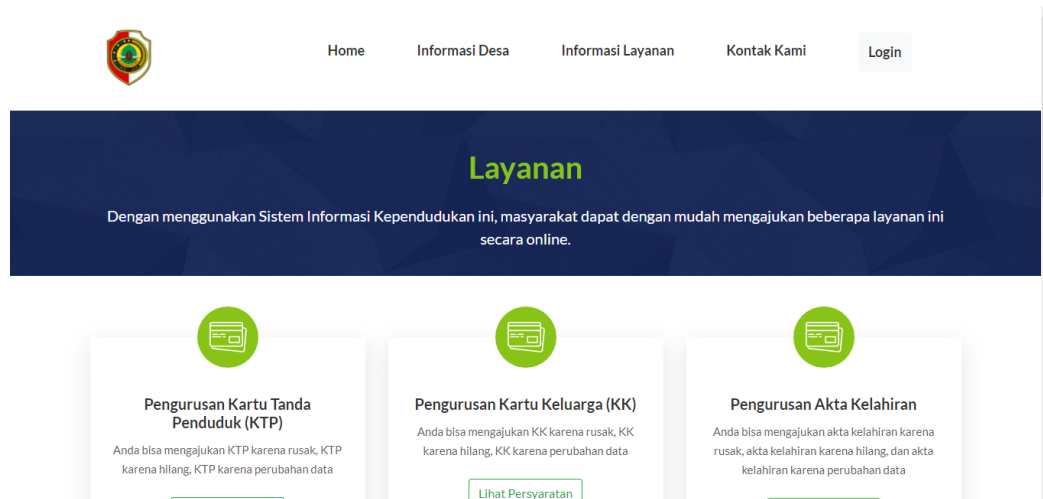 Home
Informasi Desa
Informasi Layanan
Kontak Kami
Login
Layanan
Dengan menggunakan Sistem Informasi Kependudukan ini, masyarakat dapat dengan mudah mengajukan beberapa layanan ini
secara online.
Pengurusan Kartu Tanda
Penduduk (KTP)
Anda bisa mengajukan KTP karena rusak, KTP
karena hilang, KTP karena perubahan data
Pengurusan Kartu Keluarga (KK)
Anda bisa mengajukan KK karena rusak, KK
karena hilang, KK karena perubahan data
Lihat Persyaratan
Pengurusan Akta Kelahiran
Anda bisa mengajukan akta kelahiran karena
rusak, akta kelahiran karena hilang, dan akta
kelahiran karena perubahan data